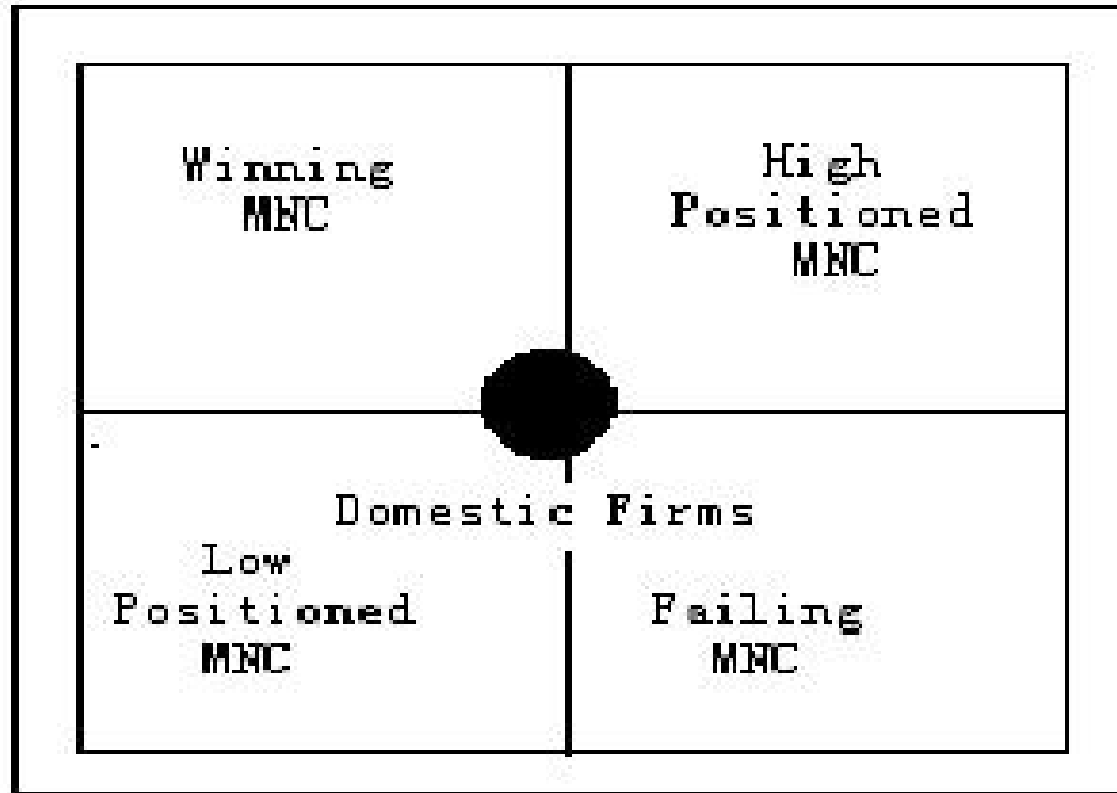 Winning
MNC
High
Positioned
MNC
Domestic Firms
Low
Positioned
MNC
Failing
MNC